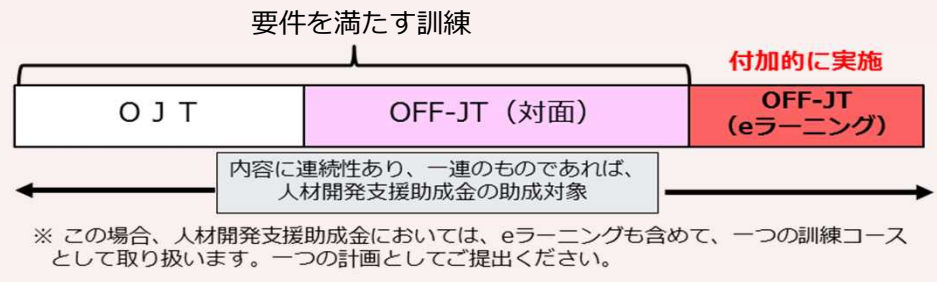 要件を満たす訓練
付加的に実施
ＯＪＴ
OFF-JT（対面）
OFF-JT
（eラーニング）
内容に連続性あり、一連のものであれば、
人材開発支援助成金の助成対象
※ この場合、人材開発支援助成金においては、eラーニングも含めて、一つの訓練コース
として取り扱います。一つの計画としてご提出ください。